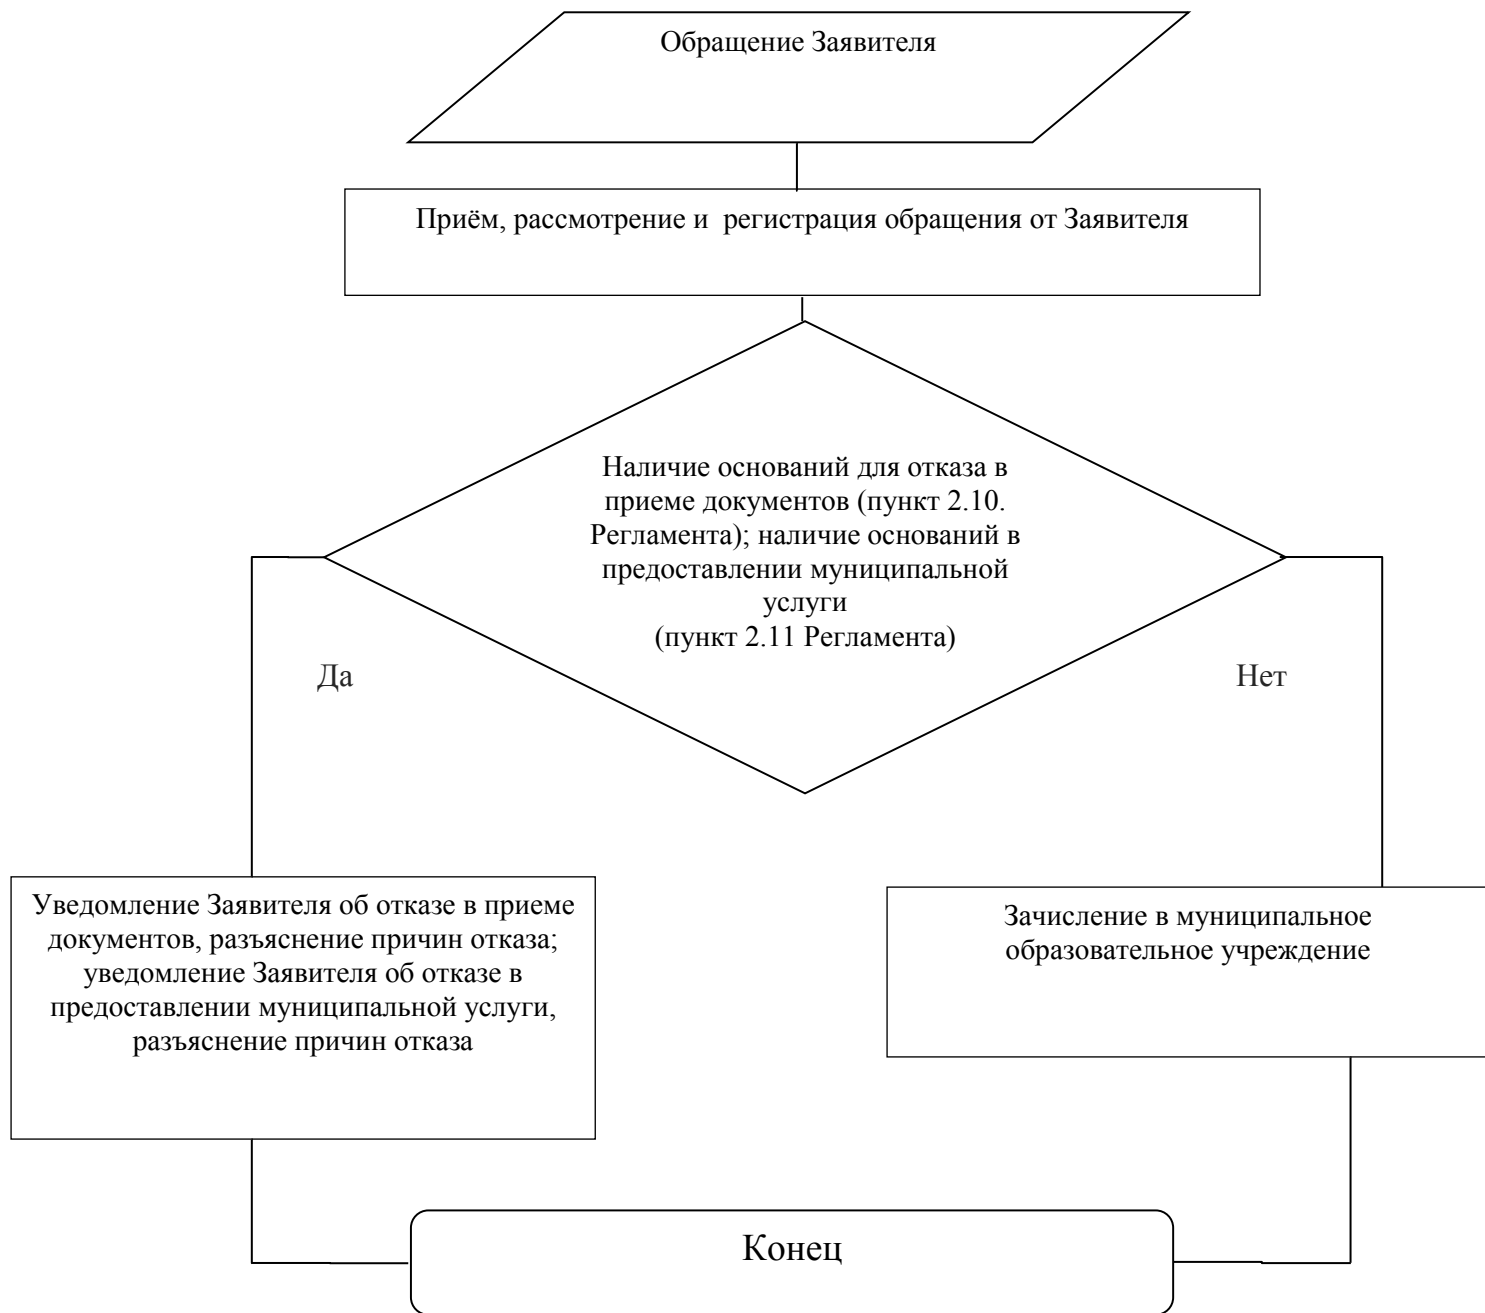 Обращение Заявителя
Приём, рассмотрение и регистрация обращения от Заявителя
Наличие оснований для отказа в
приеме документов (пункт 2.10.
Регламента); наличие оснований в
предоставлении муниципальной
услуги
(пункт 2.11 Регламента)
Да
Нет
Уведомление Заявителя об отказе в приеме
документов, разъяснение причин отказа;
уведомление Заявителя об отказе в
предоставлении муниципальной услуги,
разъяснение причин отказа
Зачисление в муниципальное
образовательное учреждение
Конец